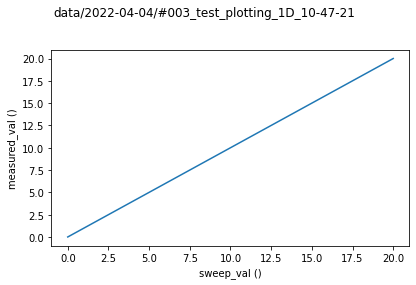 data/2022-04-04/#003_test_plotting_1D_10-47-21
20.0
17.5
15.0
12.5
10.0
7.5
5.0
2.5
0.0
measured_val ()
0.0 2.5 5.0 7.5 10.0 12.5 15.0 17.5 20.0
sweep_val ()